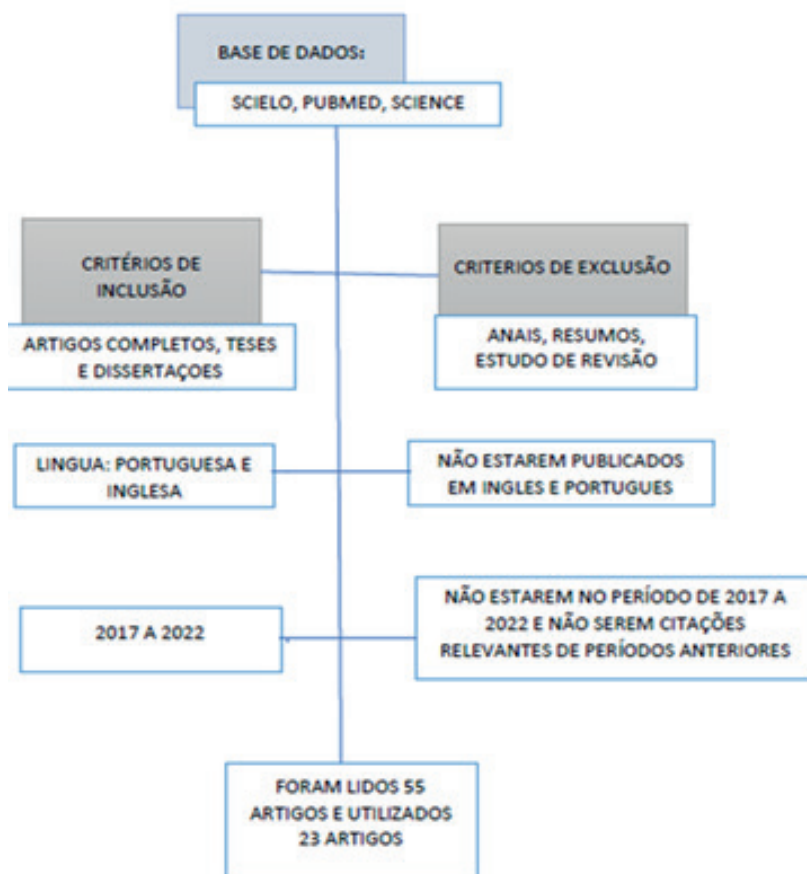 BASE DE DADOS:
SCIELO, PUBMED, SCIENCE
CRITÉRIOS DE
INCLUSÃO
ARTIGOS COMPLETOS, TESES
E DISSERTAÇOES
CRITERIOS DE EXCLUSÃO
ANAIS, RESUMOS,
ESTUDO DE REVISÃO
LINGUA: PORTUGUESA E
INGLESA
NÃO ESTAREM PUBLICADOS
EM INGLES E PORTUGUES
2017 A 2022
NÃO ESTAREM NO PERÍODO DE 2017 A
2022 E NÃO SEREM CITAÇÕES
RELEVANTES DE PERÍODOS ANTERIORES
FORAM LIDOS 55
ARTIGOS E UTILIZADOS
23 ARTIGOS